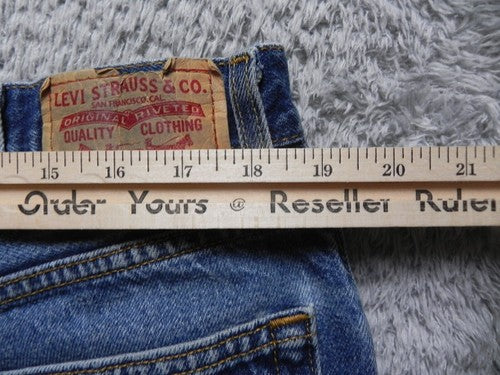 LEVI STRAUSS & CO.
SAN FRANCISCO, CAL.
ORIGINAL RIVETED
QUALITY CLOTHING
15 16 17 18 19 20 21
Order Yours @ Reseller Ruler